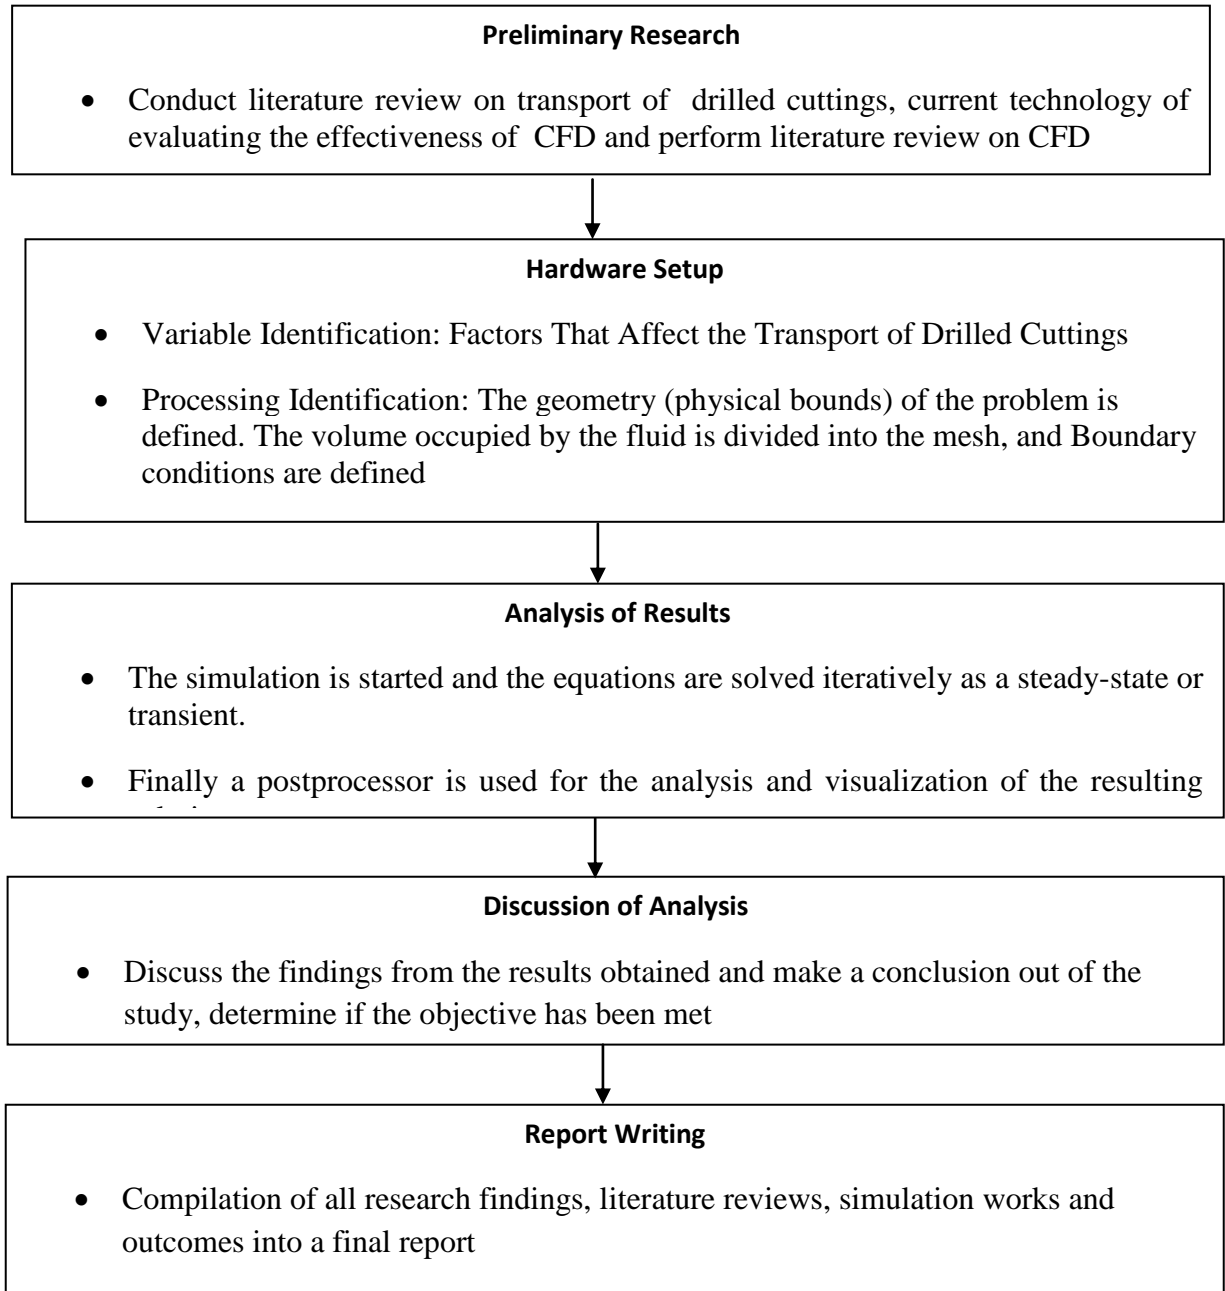 Preliminary Research
• Conduct literature review on transport of drilled cuttings, current technology of
evaluating the effectiveness of CFD and perform literature review on CFD
Hardware Setup
• Variable Identification: Factors That Affect the Transport of Drilled Cuttings
• Processing Identification: The geometry (physical bounds) of the problem is
defined. The volume occupied by the fluid is divided into the mesh, and Boundary
conditions are defined
Analysis of Results
• The simulation is started and the equations are solved iteratively as a steady-state or
transient.
• Finally a postprocessor is used for the analysis and visualization of the resulting
Discussion of Analysis
• Discuss the findings from the results obtained and make a conclusion out of the
study, determine if the objective has been met
Report Writing
• Compilation of all research findings, literature reviews, simulation works and
outcomes into a final report